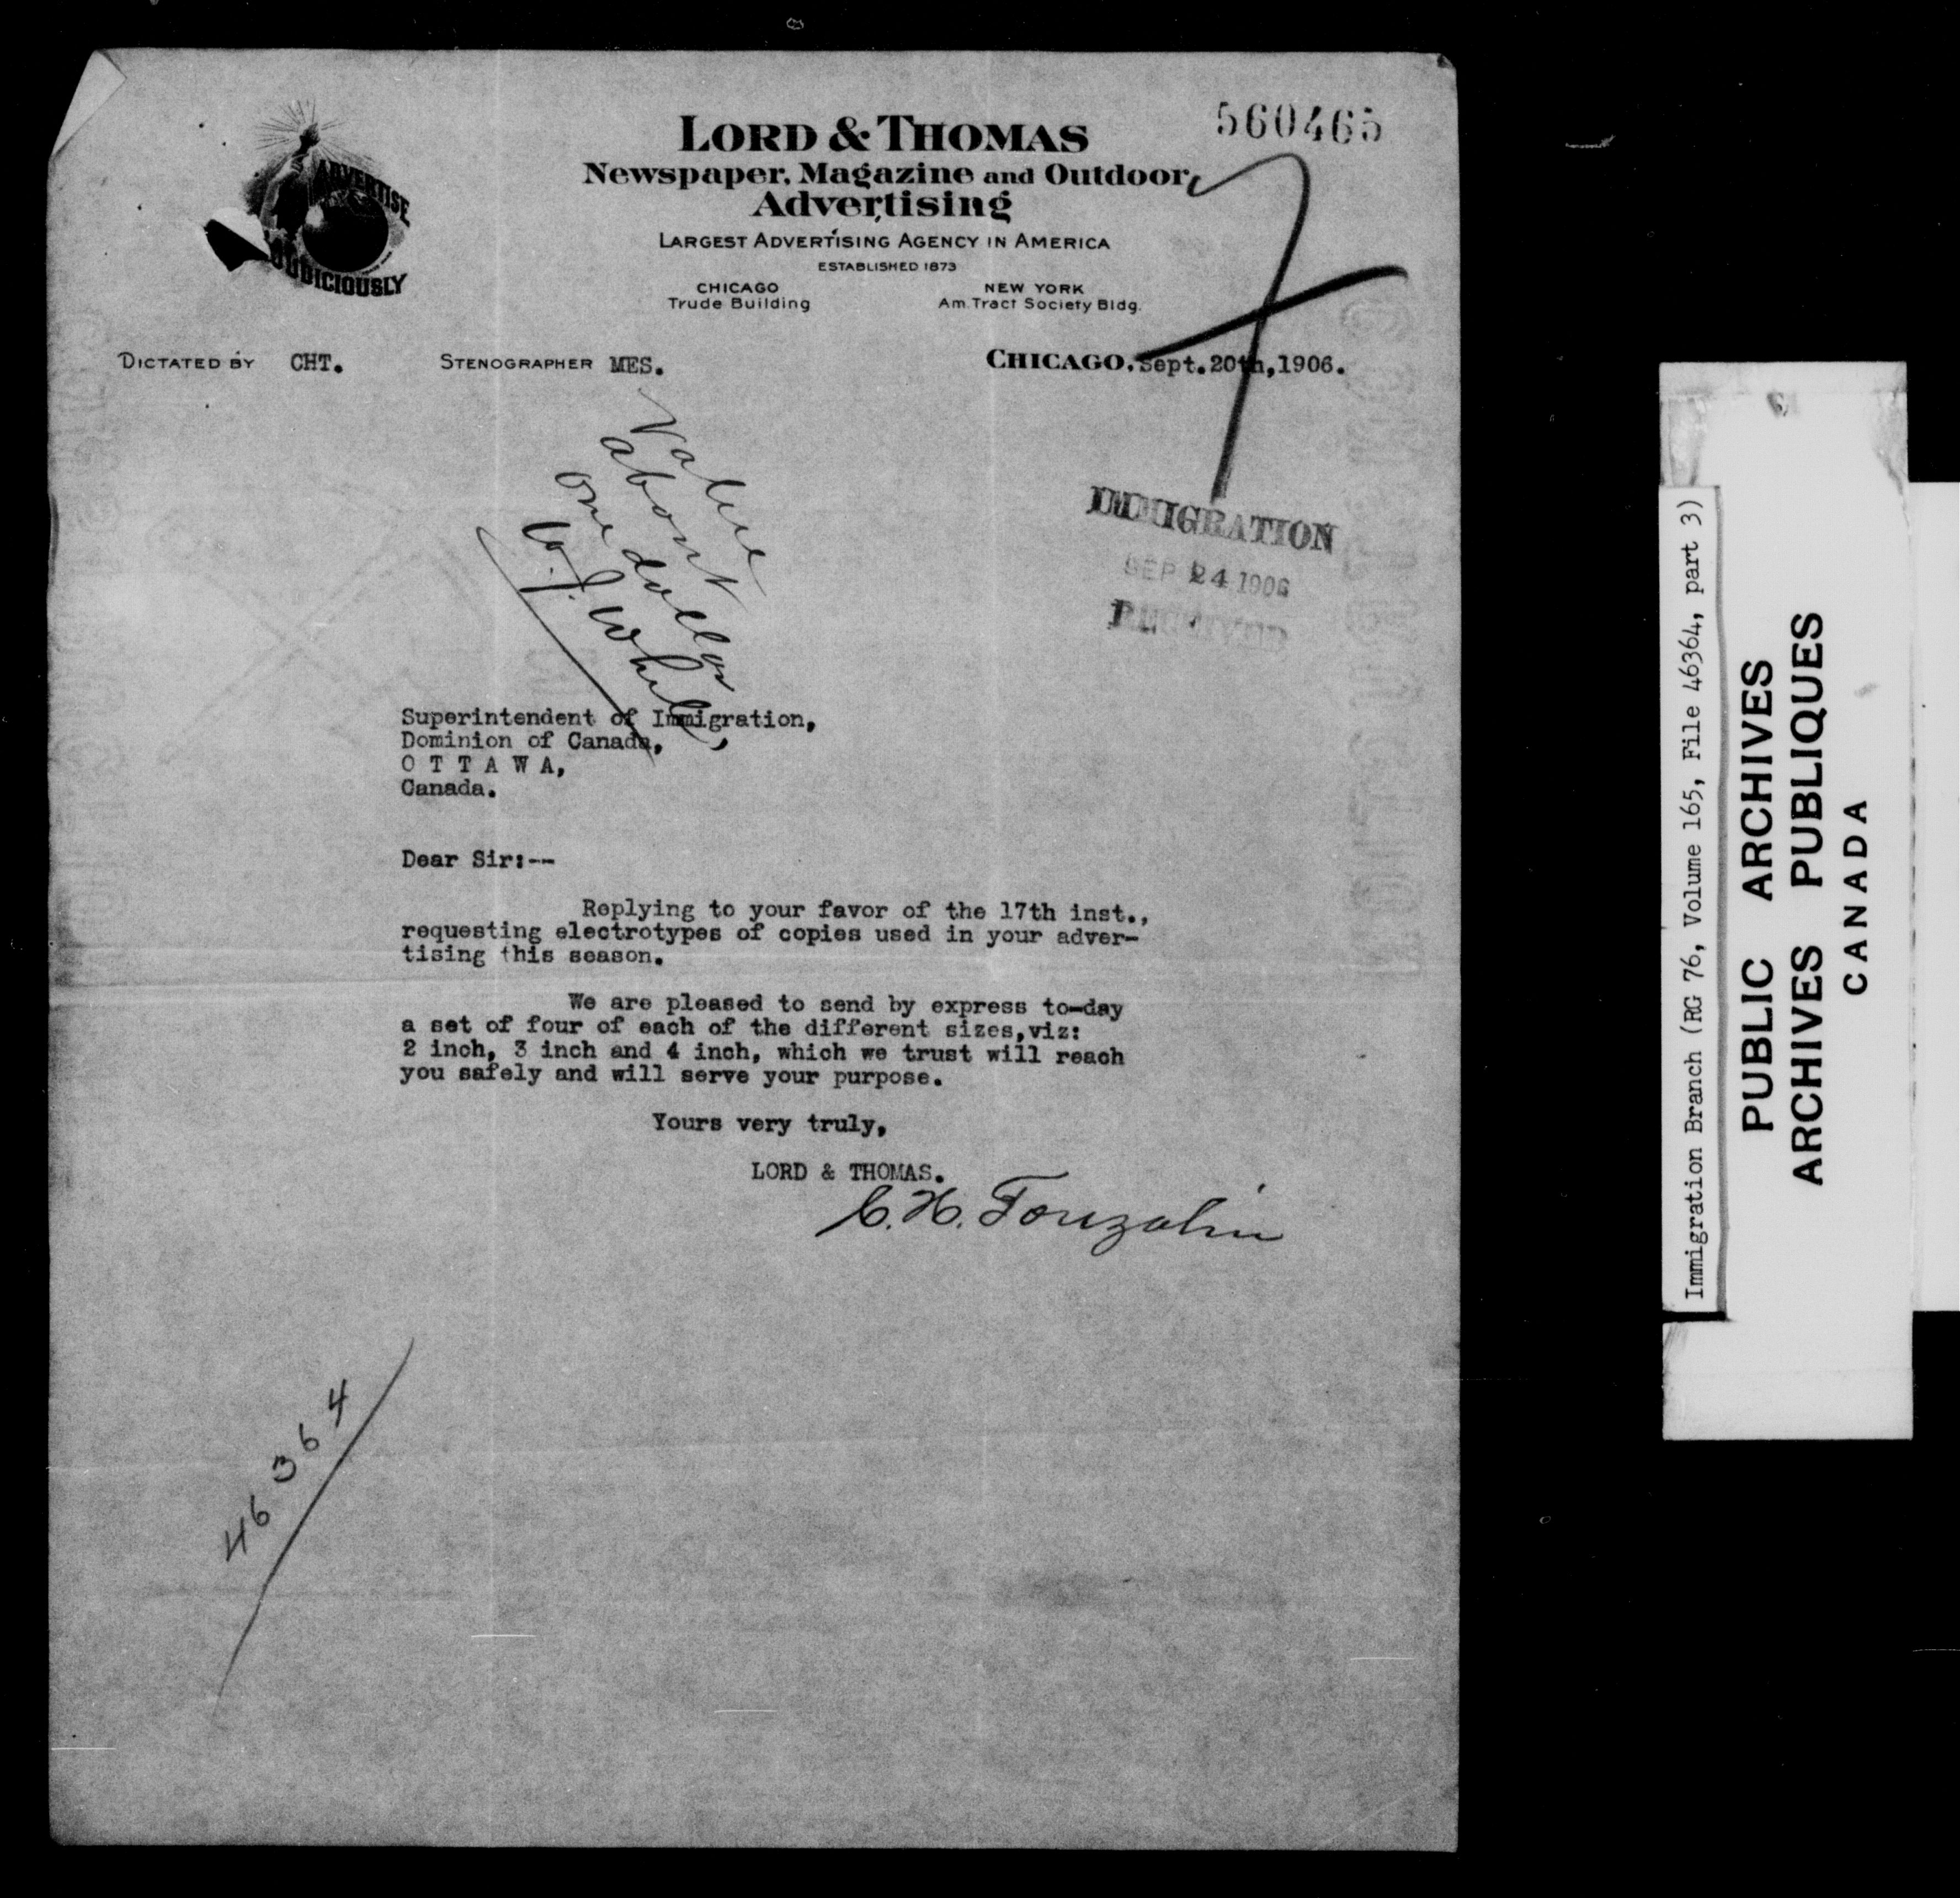 560465
ADVERTISE
JUDICIOUSLY
LORD & THOMAS
Newspaper, Magazine and Outdoor
Advertising
LARGEST ADVERTISING AGENCY IN AMERICA
ESTABLISHED 1873
CHICAGO
Trude Building
NEW YORK
Am. Tract Society Bldg.
DICTATED BY CHT. STENOGRAPHER MES. CHICAGO, Sept.20th,1906.
Value
about
one dollar
W.J. White,
IMMIGRATION
SEP 24 1906
RECEIVED
Superintendent of Immigration,
Dominion of Canada,
O T T A W A,
Canada.
Dear Sir:--
Replying to your favor of the 17th inst.,
requesting electrotypes of copies used in your adver-
tising this season.
We are pleased to send by express to-day
a set of four of each of the different sizes,viz:
2 inch, 3 inch and 4 inch, which we trust will reach
you safely and will serve your purpose.
Yours very truly,
LORD & THOMAS.
C. H. Touzalin
46364
Immigration Branch (RG 76, Volume 165, File 46364, part 3)
PUBLIC ARCHIVES
ARCHIVES PUBLIQUES
CANADA